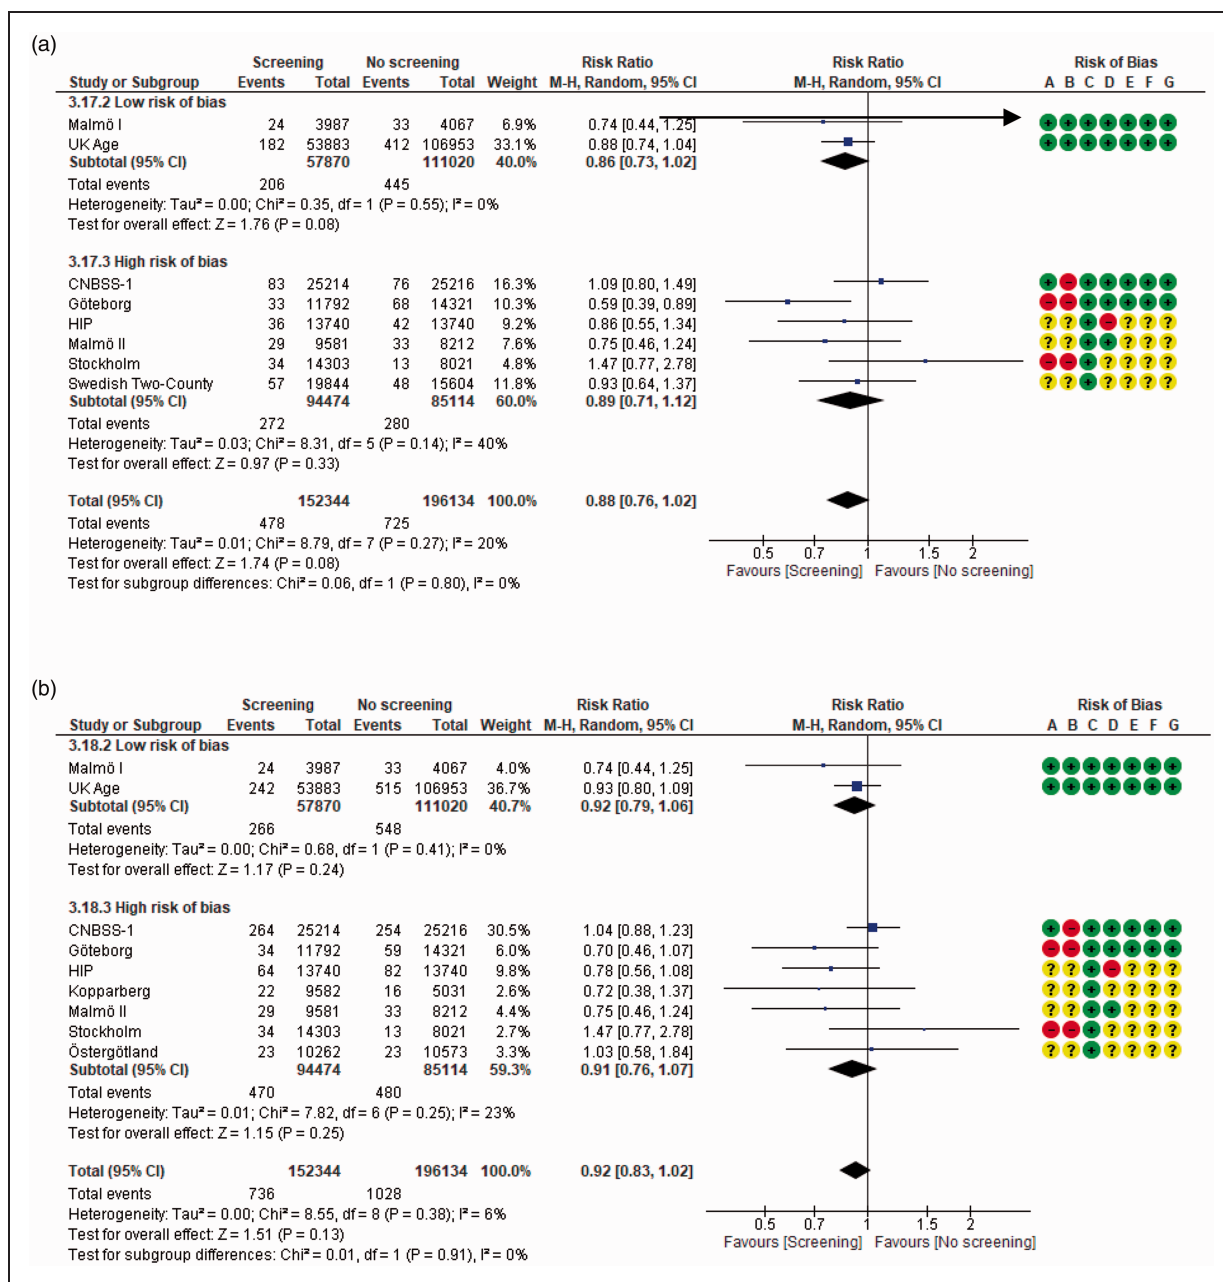 (a)
Screening No screening Risk Ratio Risk Ratio Risk of Bias
Study or Subgroup Events Total Events Total Weight M-H, Random, 95% CI M-H, Random, 95% CI A B C D E F G
3.17.2 Low risk of bias
Malmö I 24 3987 33 4067 6.9% 0.74 [0.44, 1.25] + + + + + + +
UK Age 182 53883 412 106953 33.1% 0.88 [0.74, 1.04] + + + + + + +
Subtotal (95% CI) 57870 111020 40.0% 0.86 [0.73, 1.02]
Total events 206 445
Heterogeneity: Tau² = 0.00; Chi² = 0.35, df = 1 (P = 0.55); I² = 0%
Test for overall effect: Z = 1.76 (P = 0.08)
3.17.3 High risk of bias
CNBSS-1 83 25214 76 25216 16.3% 1.09 [0.80, 1.49] + - + + + + +
Göteborg 33 11792 68 14321 10.3% 0.59 [0.39, 0.89] - - + + + + +
HIP 36 13740 42 13740 9.2% 0.86 [0.55, 1.34] ? ? + - ? ? ?
Malmö II 29 9581 33 8212 7.6% 0.75 [0.46, 1.24] ? ? + + ? ? ?
Stockholm 34 14303 13 8021 4.8% 1.47 [0.77, 2.78] - - + ? ? ? ?
Swedish Two-County 57 19844 48 15604 11.8% 0.93 [0.64, 1.37] ? ? + ? ? ? ?
Subtotal (95% CI) 94474 85114 60.0% 0.89 [0.71, 1.12]
Total events 272 280
Heterogeneity: Tau² = 0.03; Chi² = 8.31, df = 5 (P = 0.14); I² = 40%
Test for overall effect: Z = 0.97 (P = 0.33)
Total (95% CI) 152344 196134 100.0% 0.88 [0.76, 1.02]
Total events 478 725
Heterogeneity: Tau² = 0.01; Chi² = 8.79, df = 7 (P = 0.27); I² = 20%
Test for overall effect: Z = 1.74 (P = 0.08)
Test for subgroup differences: Chi² = 0.06, df = 1 (P = 0.80), I² = 0%
0.5 0.7 1 1.5 2
Favours [Screening] Favours [No screening]
(b)
Screening No screening Risk Ratio Risk Ratio Risk of Bias
Study or Subgroup Events Total Events Total Weight M-H, Random, 95% CI M-H, Random, 95% CI A B C D E F G
3.18.2 Low risk of bias
Malmö I 24 3987 33 4067 4.0% 0.74 [0.44, 1.25] + + + + + + +
UK Age 242 53883 515 106953 36.7% 0.93 [0.80, 1.09] + + + + + + +
Subtotal (95% CI) 57870 111020 40.7% 0.92 [0.79, 1.06]
Total events 266 548
Heterogeneity: Tau² = 0.00; Chi² = 0.68, df = 1 (P = 0.41); I² = 0%
Test for overall effect: Z = 1.17 (P = 0.24)
3.18.3 High risk of bias
CNBSS-1 264 25214 254 25216 30.5% 1.04 [0.88, 1.23] + - + + + + +
Göteborg 34 11792 59 14321 6.0% 0.70 [0.46, 1.07] - - + + + + +
HIP 64 13740 82 13740 9.8% 0.78 [0.56, 1.08] ? ? + - ? ? ?
Kopparberg 22 9582 16 5031 2.6% 0.72 [0.38, 1.37] ? ? + ? ? ? ?
Malmö II 29 9581 33 8212 4.4% 0.75 [0.46, 1.24] ? ? + + ? ? ?
Stockholm 34 14303 13 8021 2.7% 1.47 [0.77, 2.78] - - + ? ? ? ?
Östergötland 23 10262 23 10573 3.3% 1.03 [0.58, 1.84] ? ? + ? ? ? ?
Subtotal (95% CI) 94474 85114 59.3% 0.91 [0.76, 1.07]
Total events 470 480
Heterogeneity: Tau² = 0.01; Chi² = 7.82, df = 6 (P = 0.25); I² = 23%
Test for overall effect: Z = 1.15 (P = 0.25)
Total (95% CI) 152344 196134 100.0% 0.92 [0.83, 1.02]
Total events 736 1028
Heterogeneity: Tau² = 0.00; Chi² = 8.55, df = 8 (P = 0.38); I² = 6%
Test for overall effect: Z = 1.51 (P = 0.13)
Test for subgroup differences: Chi² = 0.01, df = 1 (P = 0.91), I² = 0%
0.5 0.7 1 1.5 2
Favours [Screening] Favours [No screening]